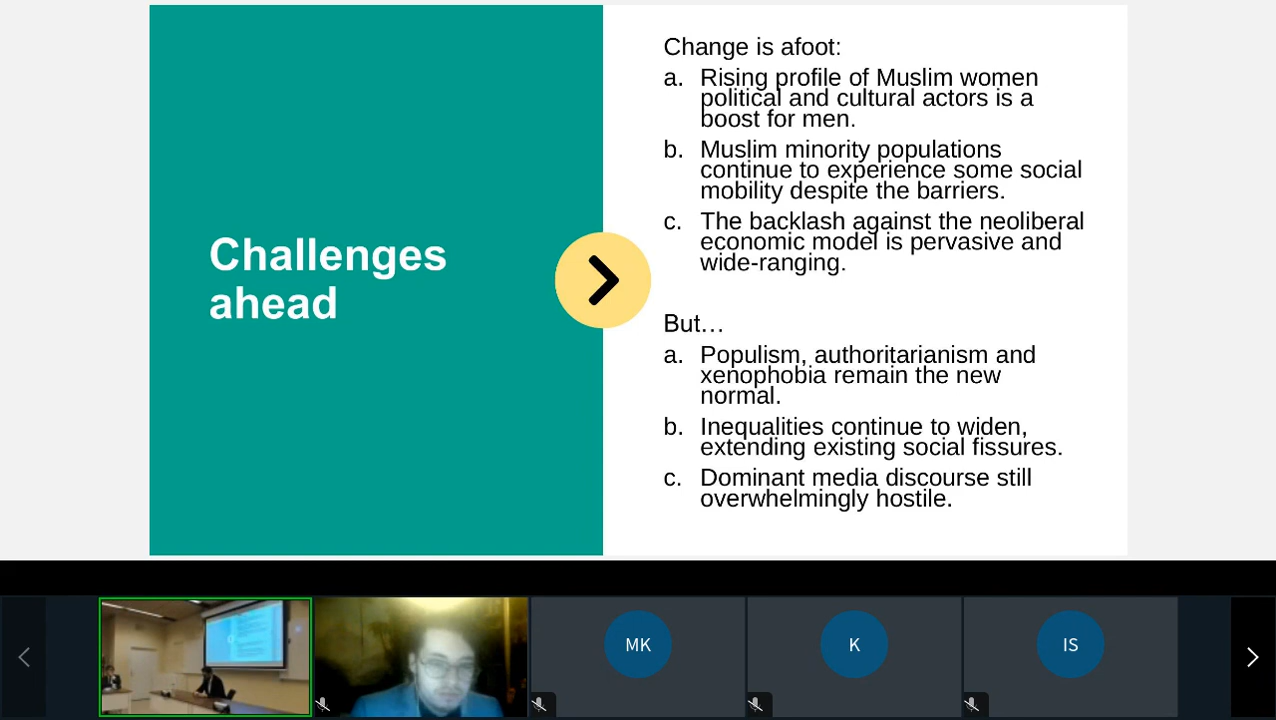 Challenges
ahead
Change is afoot:
a. Rising profile of Muslim women
political and cultural actors is a
boost for men.
b. Muslim minority populations
continue to experience some social
mobility despite the barriers.
c. The backlash against the neoliberal
economic model is pervasive and
wide-ranging.
But…
a. Populism, authoritarianism and
xenophobia remain the new
normal.
b. Inequalities continue to widen,
extending existing social fissures.
c. Dominant media discourse still
overwhelmingly hostile.
MK
K
IS